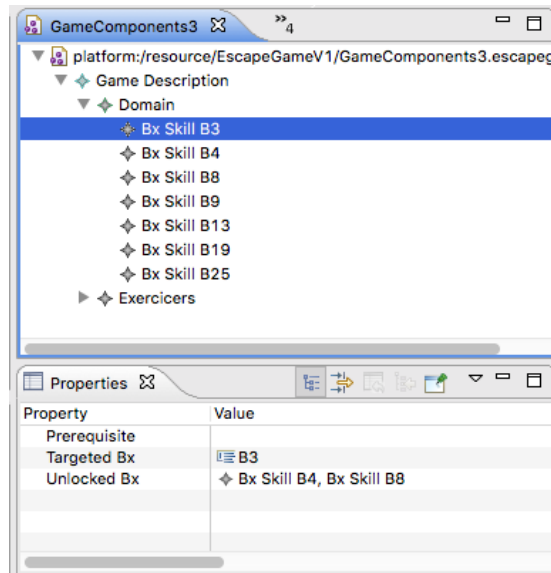 GameComponents3 »4
platform:/resource/EscapeGameV1/GameComponents3.escapeg
Game Description
Domain
Bx Skill B3
Bx Skill B4
Bx Skill B8
Bx Skill B9
Bx Skill B13
Bx Skill B19
Bx Skill B25
Exercicers
Properties
Property Value
Prerequisite
Targeted Bx B3
Unlocked Bx Bx Skill B4, Bx Skill B8